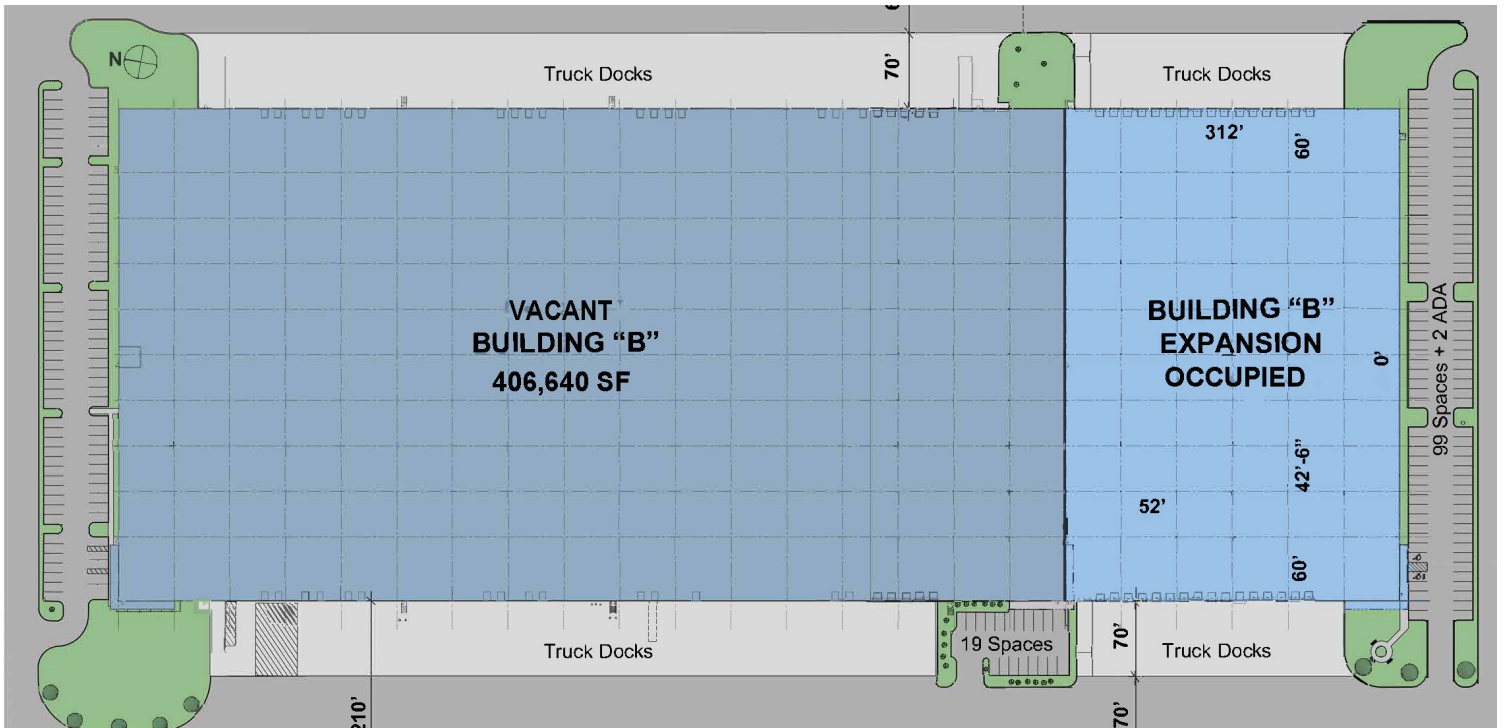 N
Truck Docks
70'
Truck Docks
312'
60'
VACANT
BUILDING “B”
406,640 SF
BUILDING “B”
EXPANSION
OCCUPIED
0'
99 Spaces + 2 ADA
42'-6"
52'
60'
Truck Docks
19 Spaces
70'
Truck Docks
210'
70'